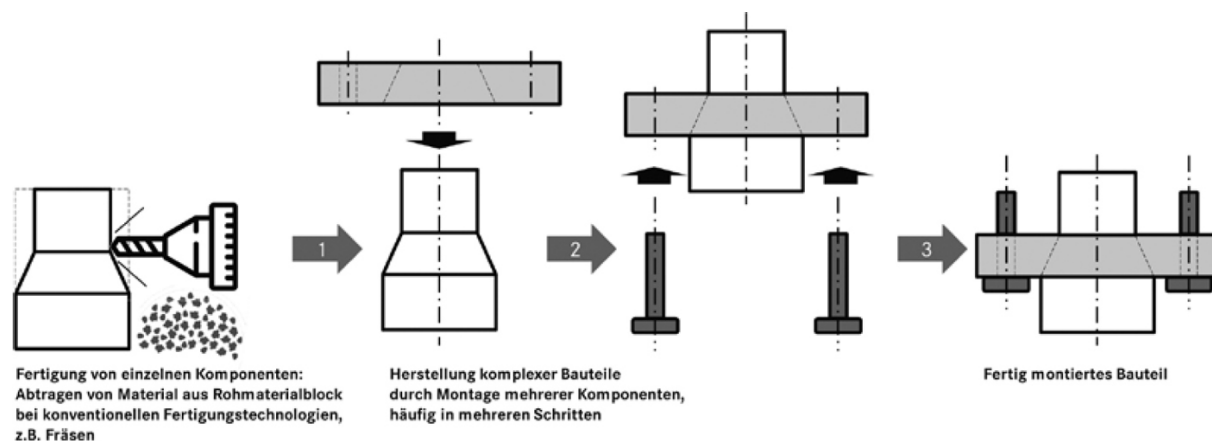 1
2
3
Fertigung von einzelnen Komponenten:
Abtragen von Material aus Rohmaterialblock
bei konventionellen Fertigungstechnologien,
z.B. Fräsen
Herstellung komplexer Bauteile
durch Montage mehrerer Komponenten,
häufig in mehreren Schritten
Fertig montiertes Bauteil